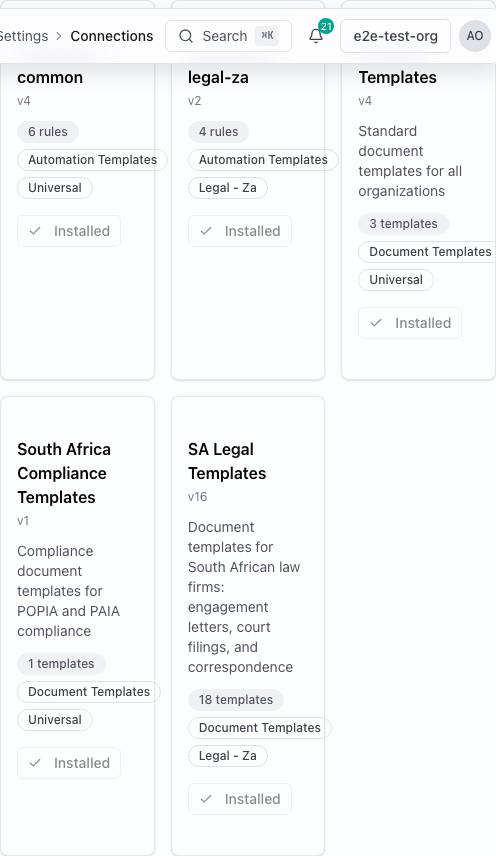 Settings > Connections
Search ⌘K
21
e2e-test-org
AO
common
v4
6 rules
Automation Templates
Universal
Installed
legal-za
v2
4 rules
Automation Templates
Legal - Za
Installed
Templates
v4
Standard
document
templates for all
organizations
3 templates
Document Templates
Universal
Installed
South Africa
Compliance
Templates
v1
Compliance
document
templates for
POPIA and PAIA
compliance
1 templates
Document Templates
Universal
Installed
SA Legal
Templates
v16
Document
templates for
South African law
firms:
engagement
letters, court
filings, and
correspondence
18 templates
Document Templates
Legal - Za
Installed